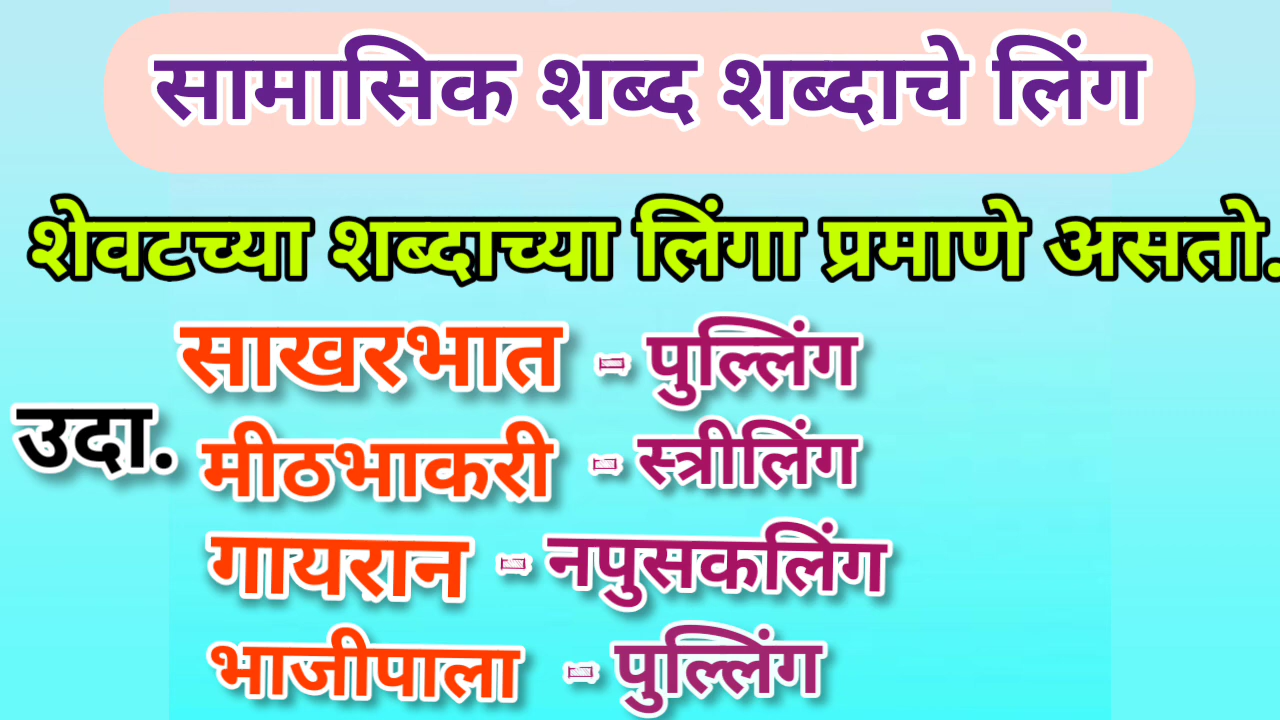 सामासिक शब्द शब्दाचे लिंग
शेवटच्या शब्दाच्या लिंगा प्रमाणे असतो.
साखरभात - पुल्लिंग
उदा.
मीठभाकरी - स्त्रीलिंग
गायरान - नपुसकलिंग
भाजीपाला - पुल्लिंग